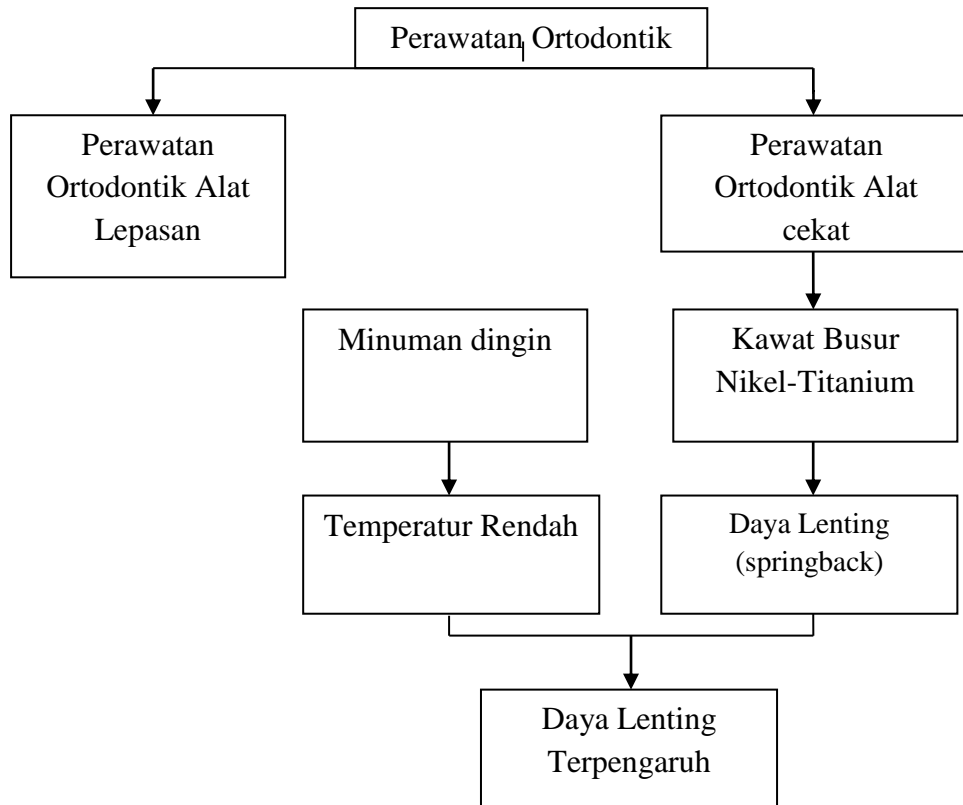 Perawatan Ortodontik
Perawatan
Ortodontik Alat
Lepasan
Perawatan
Ortodontik Alat
cekat
Minuman dingin
Kawat Busur
Nikel-Titanium
Temperatur Rendah
Daya Lenting
(springback)
Daya Lenting
Terpengaruh